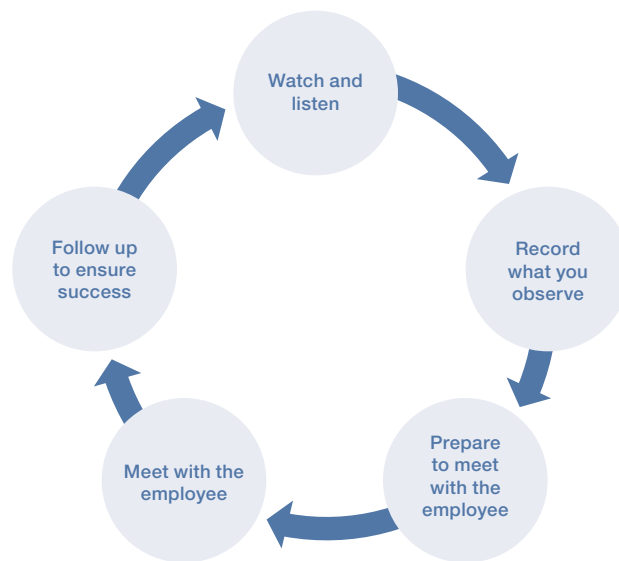 Watch and
listen
Record
what you
observe
Prepare
to meet
with the
employee
Meet with the
employee
Follow up
to ensure
success